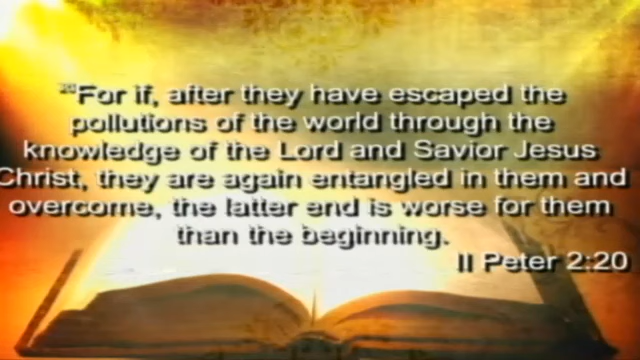 ²⁰For if, after they have escaped the
pollutions of the world through the
knowledge of the Lord and Savior Jesus
Christ, they are again entangled in them and
overcome, the latter end is worse for them
than the beginning.
II Peter 2:20